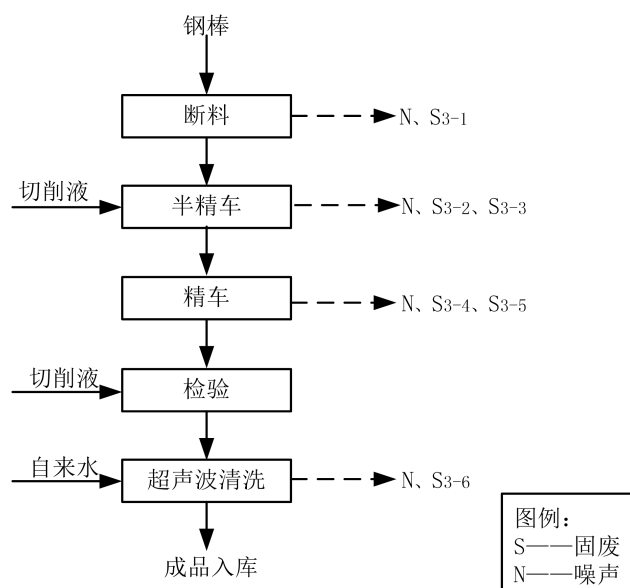 钢棒
断料
N、S3-1
切削液
半精车
N、S3-2、S3-3
精车
N、S3-4、S3-5
切削液
检验
自来水
超声波清洗
N、S3-6
成品入库
图例：
S——固废
N——噪声